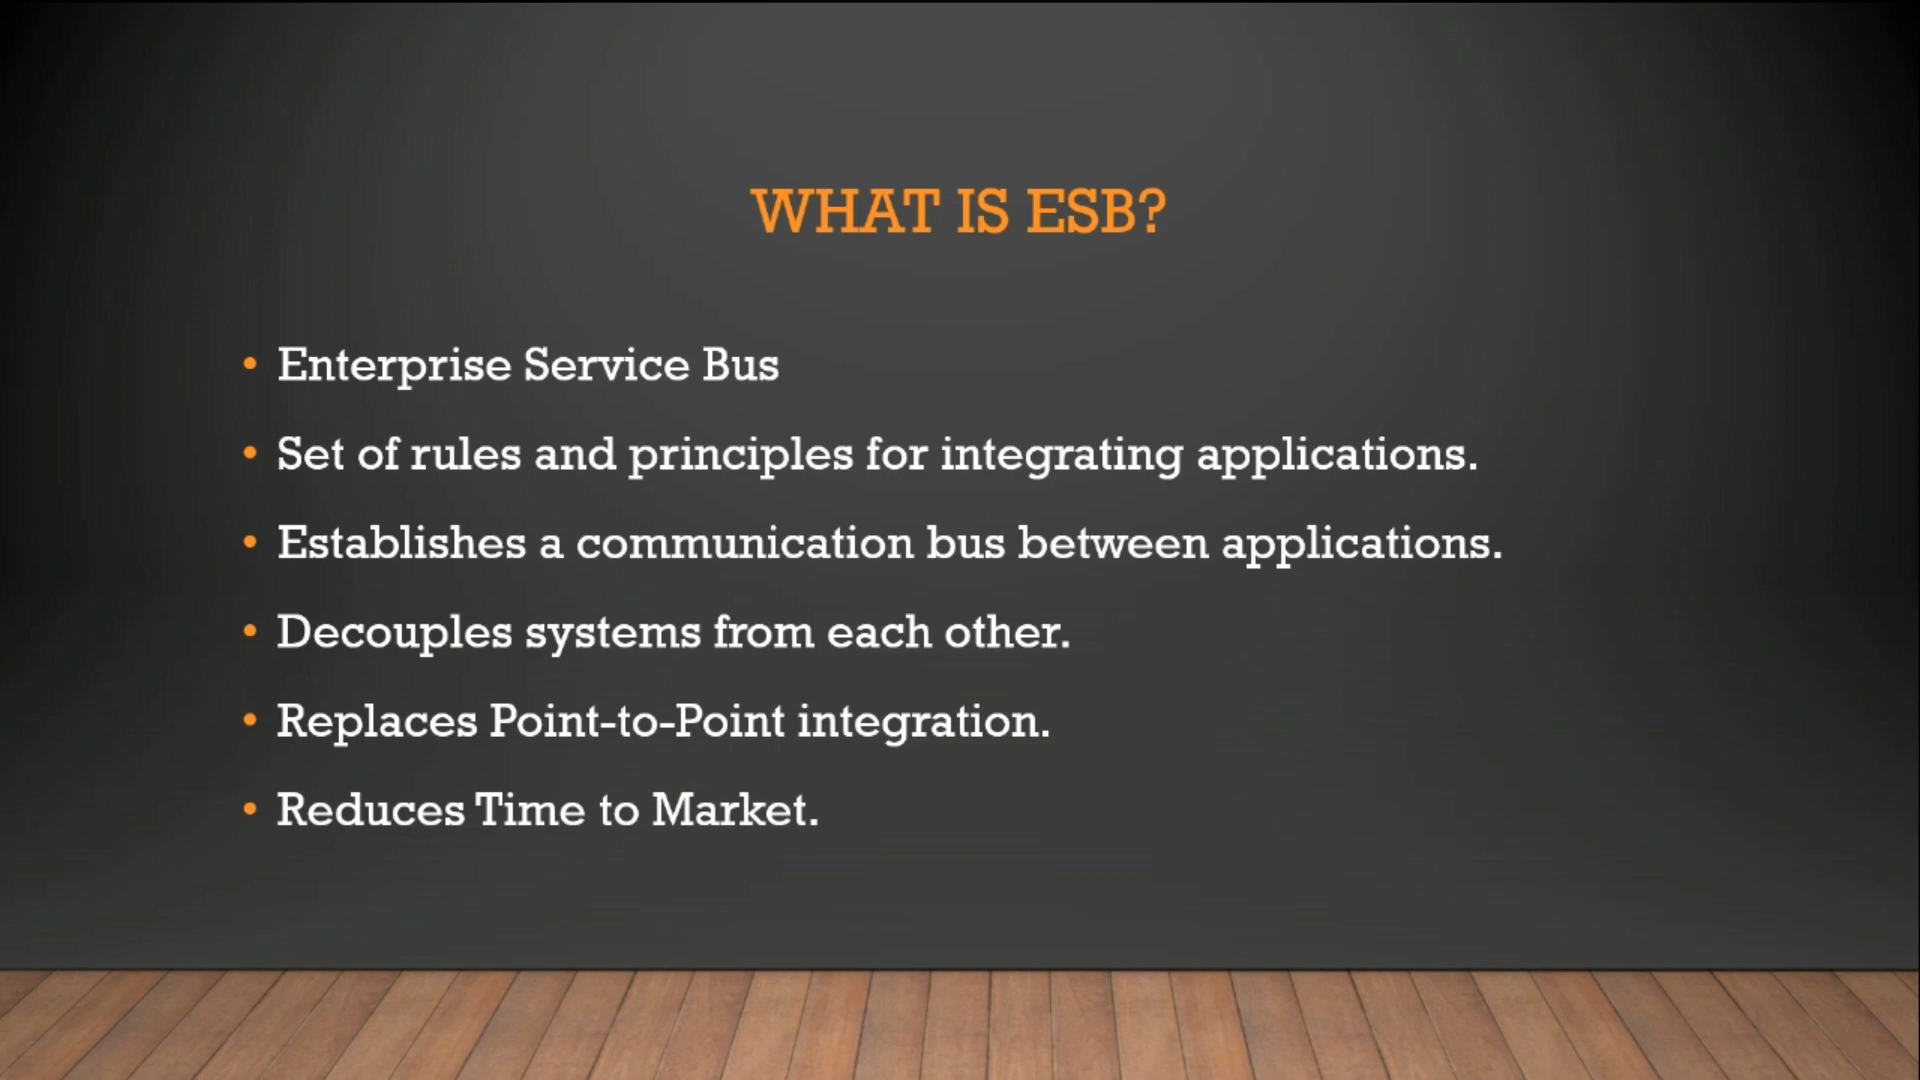 WHAT IS ESB?
• Enterprise Service Bus
• Set of rules and principles for integrating applications.
• Establishes a communication bus between applications.
• Decouples systems from each other.
• Replaces Point-to-Point integration.
• Reduces Time to Market.